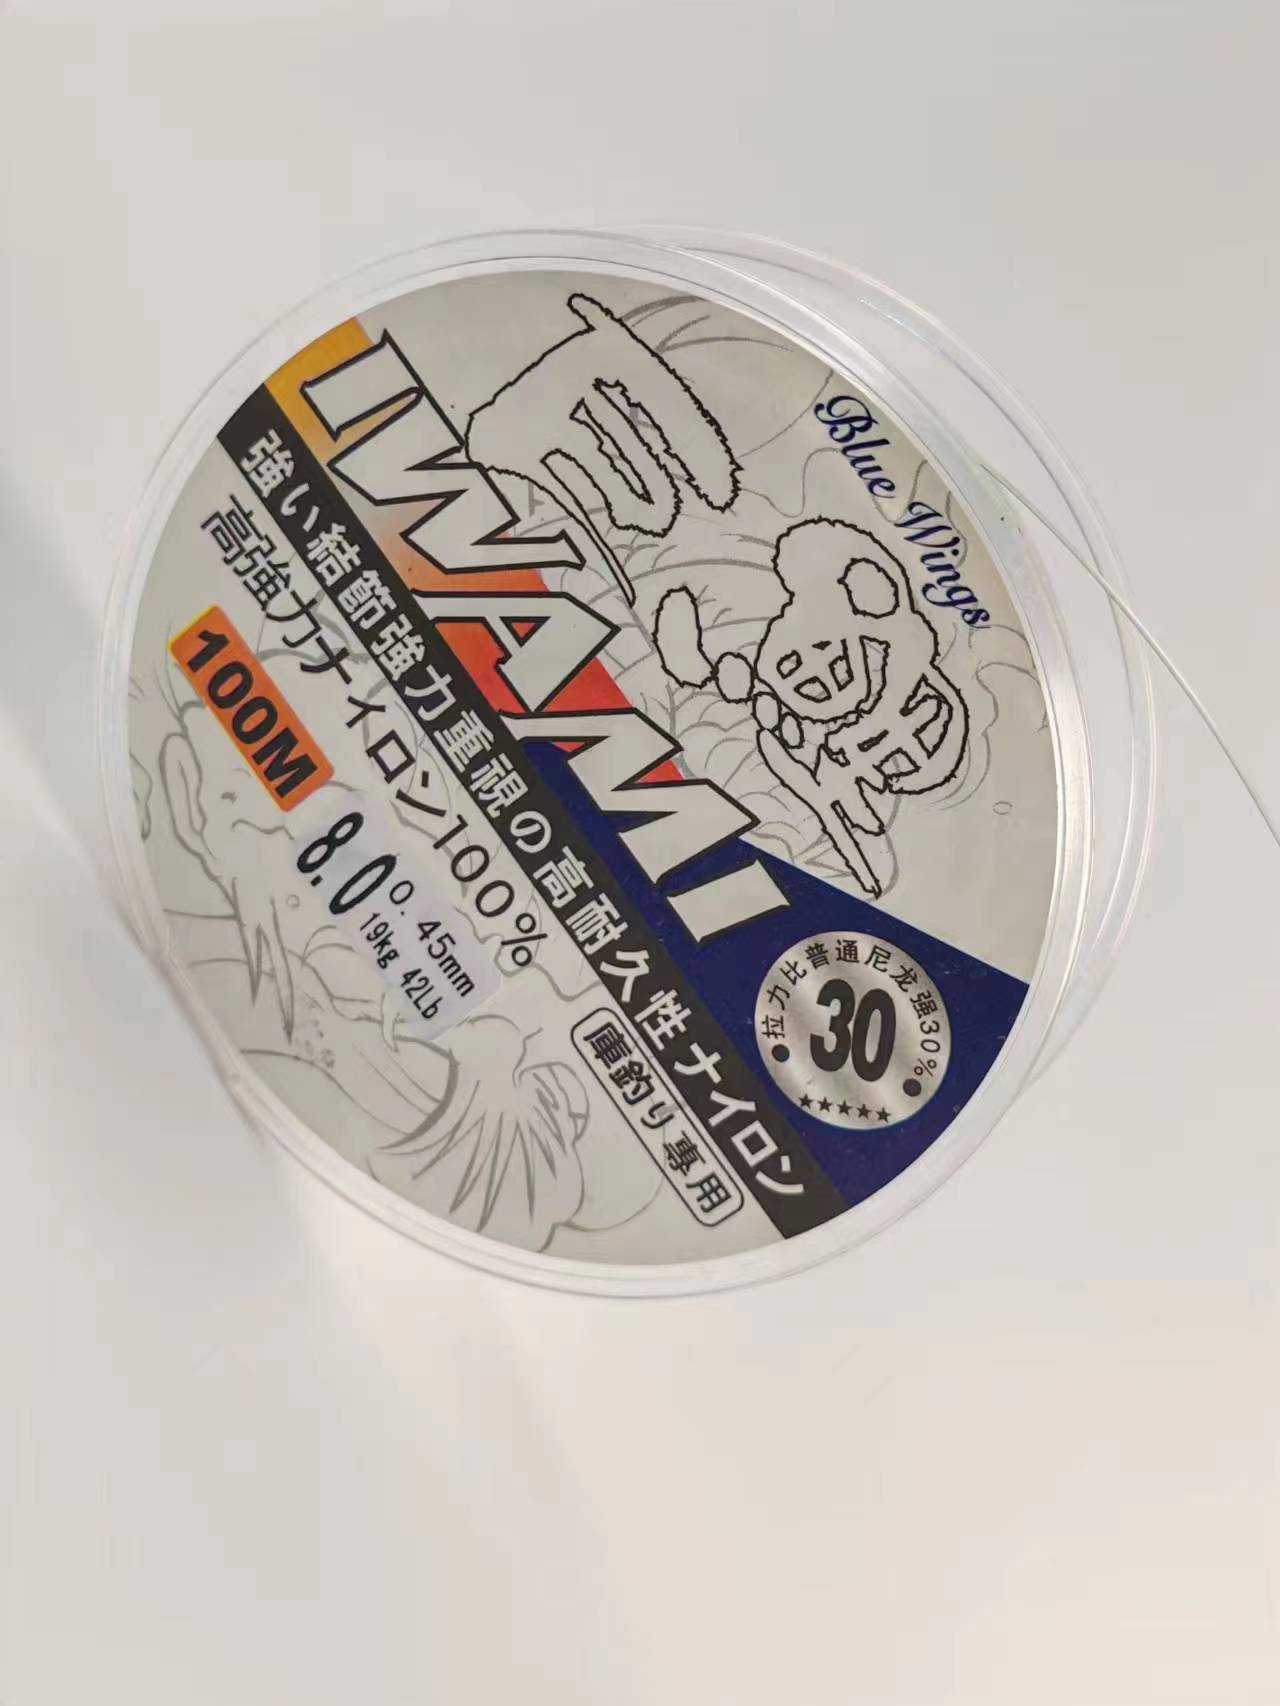 Blue Wings
IWAMI
強い結節強力重視の高耐久性ナイロン
高強力ナイロン100%
100M
8.0
0.45mm
19kg 42Lb
庫釣り專用
拉力比普通尼龙强30%
30
★★★★★